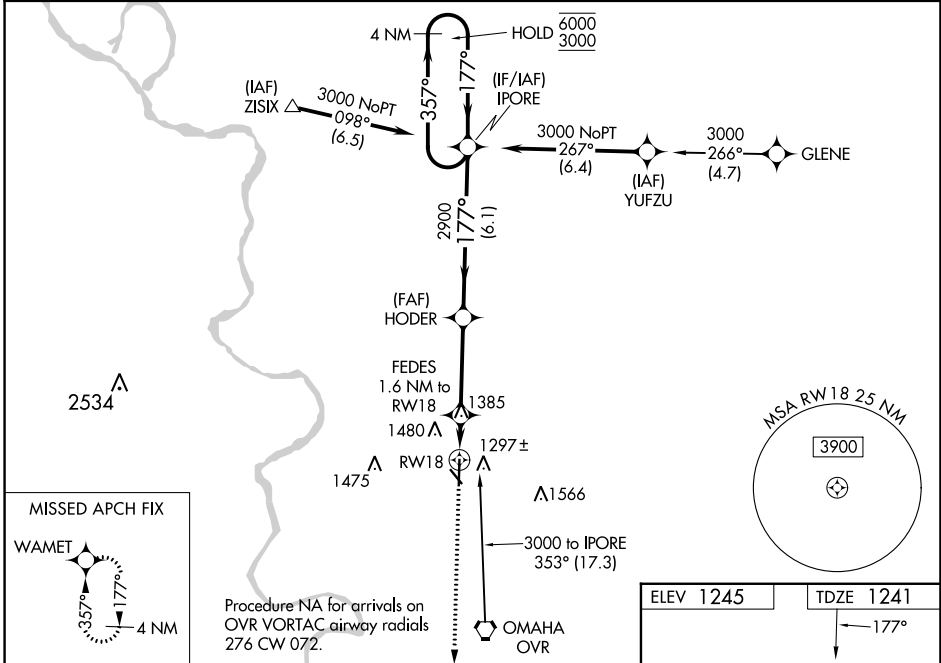 4 NM
HOLD 6000
3000
357°
177°
(IAF)
ZISIX
3000 NoPT
098°
(6.5)
(IF/IAF)
IPORE
3000 NoPT
267°
(6.4)
(IAF)
YUFZU
3000
266°
(4.7)
GLENE
2900
177°
(6.1)
(FAF)
HODER
FEDES
1.6 NM to
RW18
1385
1480
1297±
RW18
1475
2534
1566
3000 to IPORE
353° (17.3)
OMAHA
OVR
MSA RW18 25 NM
3900
MISSED APCH FIX
WAMET
357°
177°
4 NM
Procedure NA for arrivals on
OVR VORTAC airway radials
276 CW 072.
ELEV 1245
TDZE 1241
177°